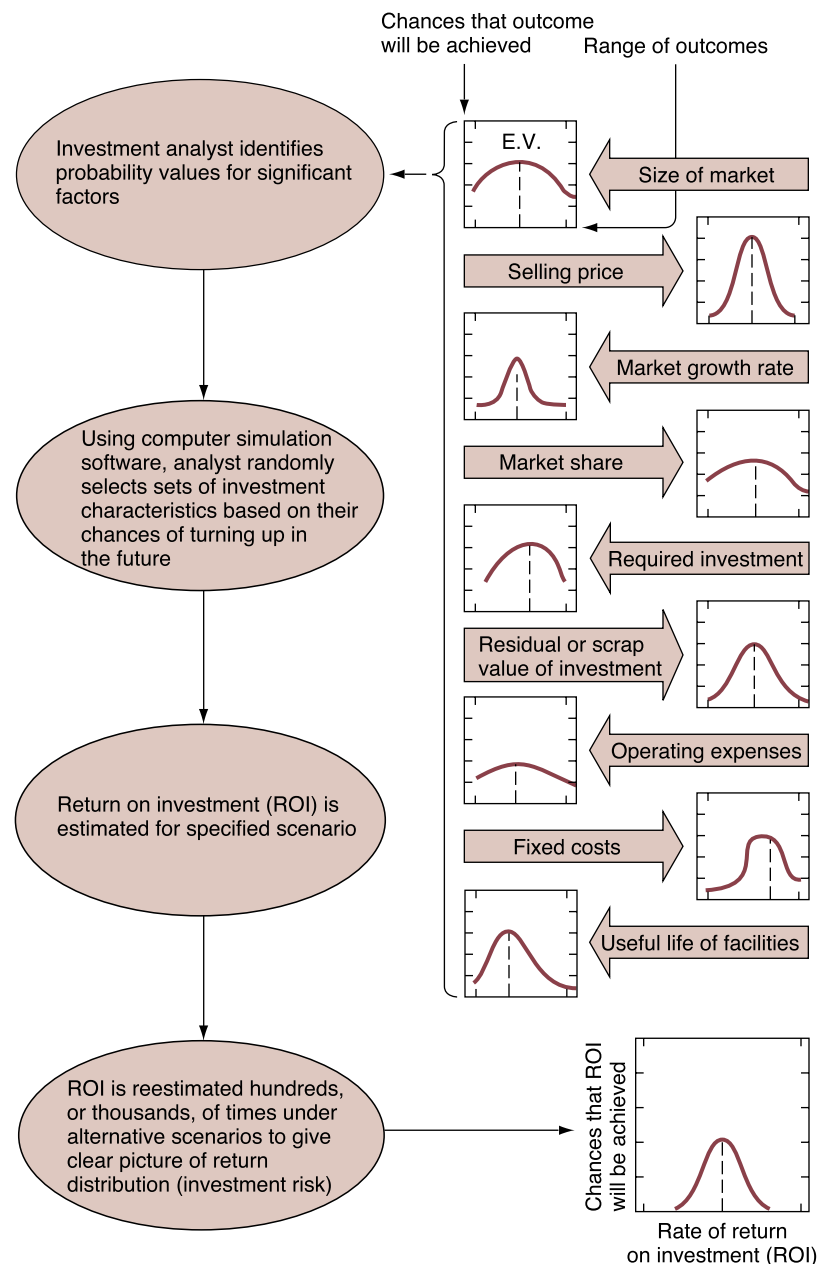 Chances that outcome
will be achieved
Range of outcomes
Investment analyst identifies
probability values for significant
factors
E.V.
Size of market
Selling price
Market growth rate
Using computer simulation
software, analyst randomly
selects sets of investment
characteristics based on their
chances of turning up in
the future
Market share
Required investment
Residual or scrap
value of investment
Operating expenses
Return on investment (ROI) is
estimated for specified scenario
Fixed costs
Useful life of facilities
ROI is reestimated hundreds,
or thousands, of times under
alternative scenarios to give
clear picture of return
distribution (investment risk)
Chances that ROI
will be achieved
Rate of return
on investment (ROI)